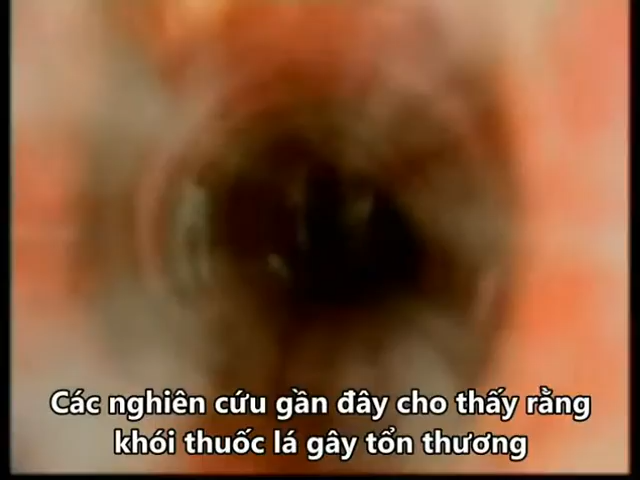 Các nghiên cứu gần đây cho thấy rằng
khói thuốc lá gây tổn thương